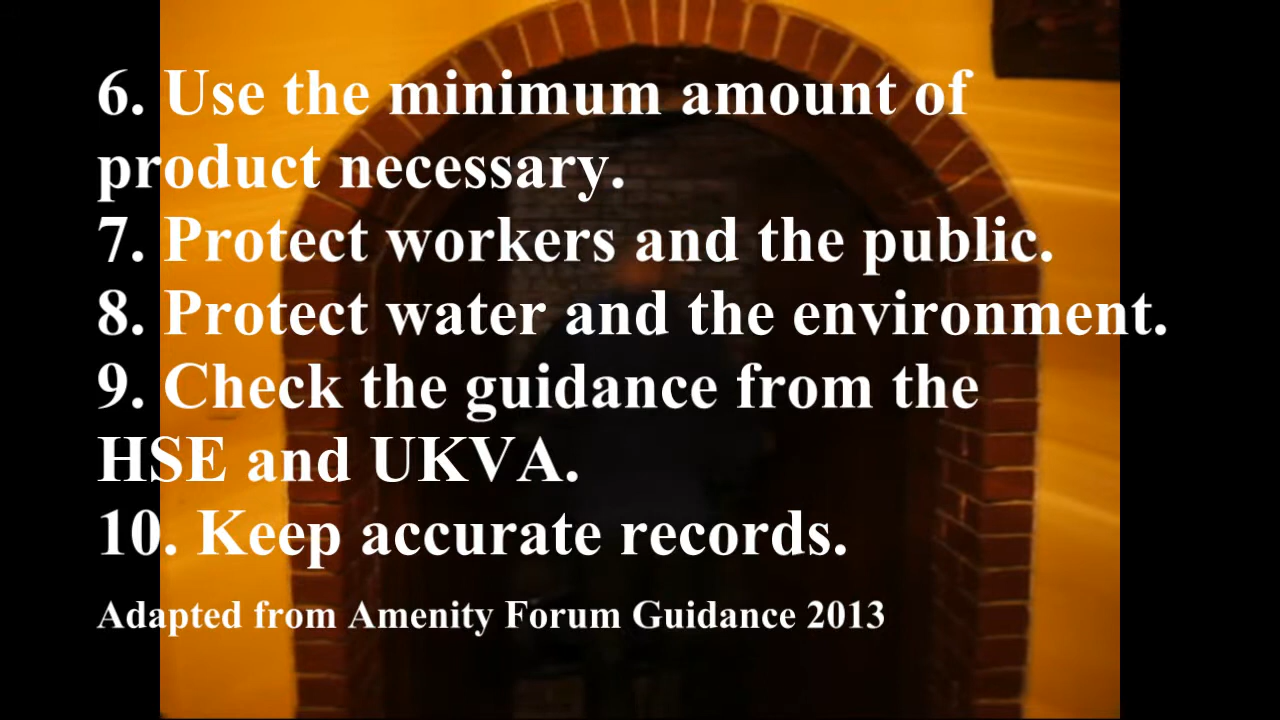 6. Use the minimum amount of
product necessary.
7. Protect workers and the public.
8. Protect water and the environment.
9. Check the guidance from the
HSE and UKVA.
10. Keep accurate records.
Adapted from Amenity Forum Guidance 2013